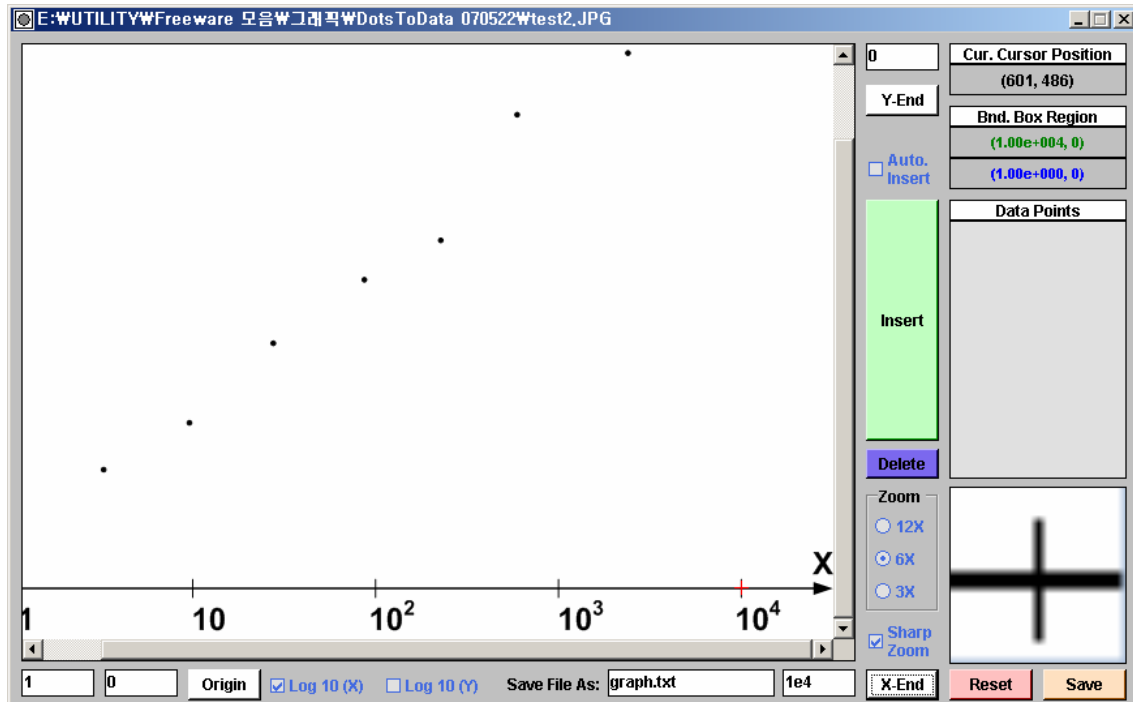 E:\UTILITY\Freeware 모음\그래픽\DotsToData 070522\test2.JPG
0
Cur. Cursor Position
(601, 486)
Y-End
Bnd. Box Region
(1.00e+004, 0)
(1.00e+000, 0)
Auto.
Insert
Data Points
Insert
Delete
Zoom
12X
6X
3X
Sharp
Zoom
X
1 10 10² 10³ 10⁴
1 0 Origin Log 10 (X) Log 10 (Y) Save File As: graph.txt 1e4 X-End Reset Save